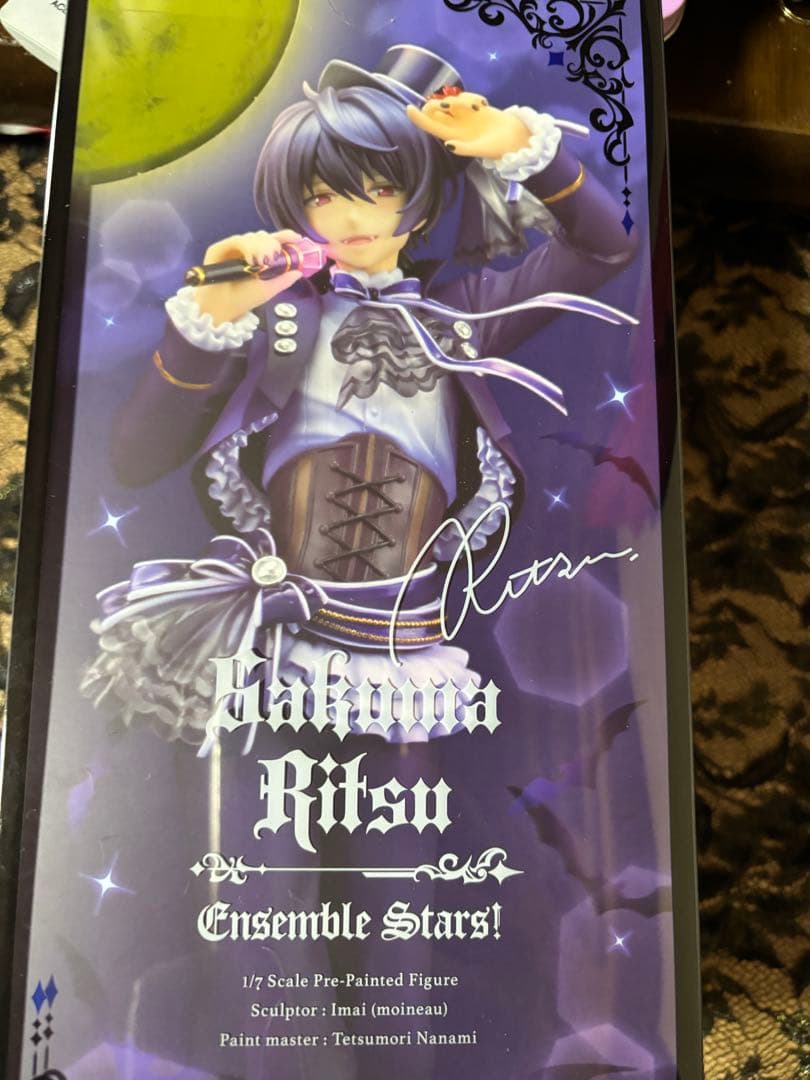 Ritsu.
Sakuma
Ritsu
Ensemble Stars!
1/7 Scale Pre-Painted Figure
Sculptor : Imai (moineau)
Paint master : Tetsumori Nanami